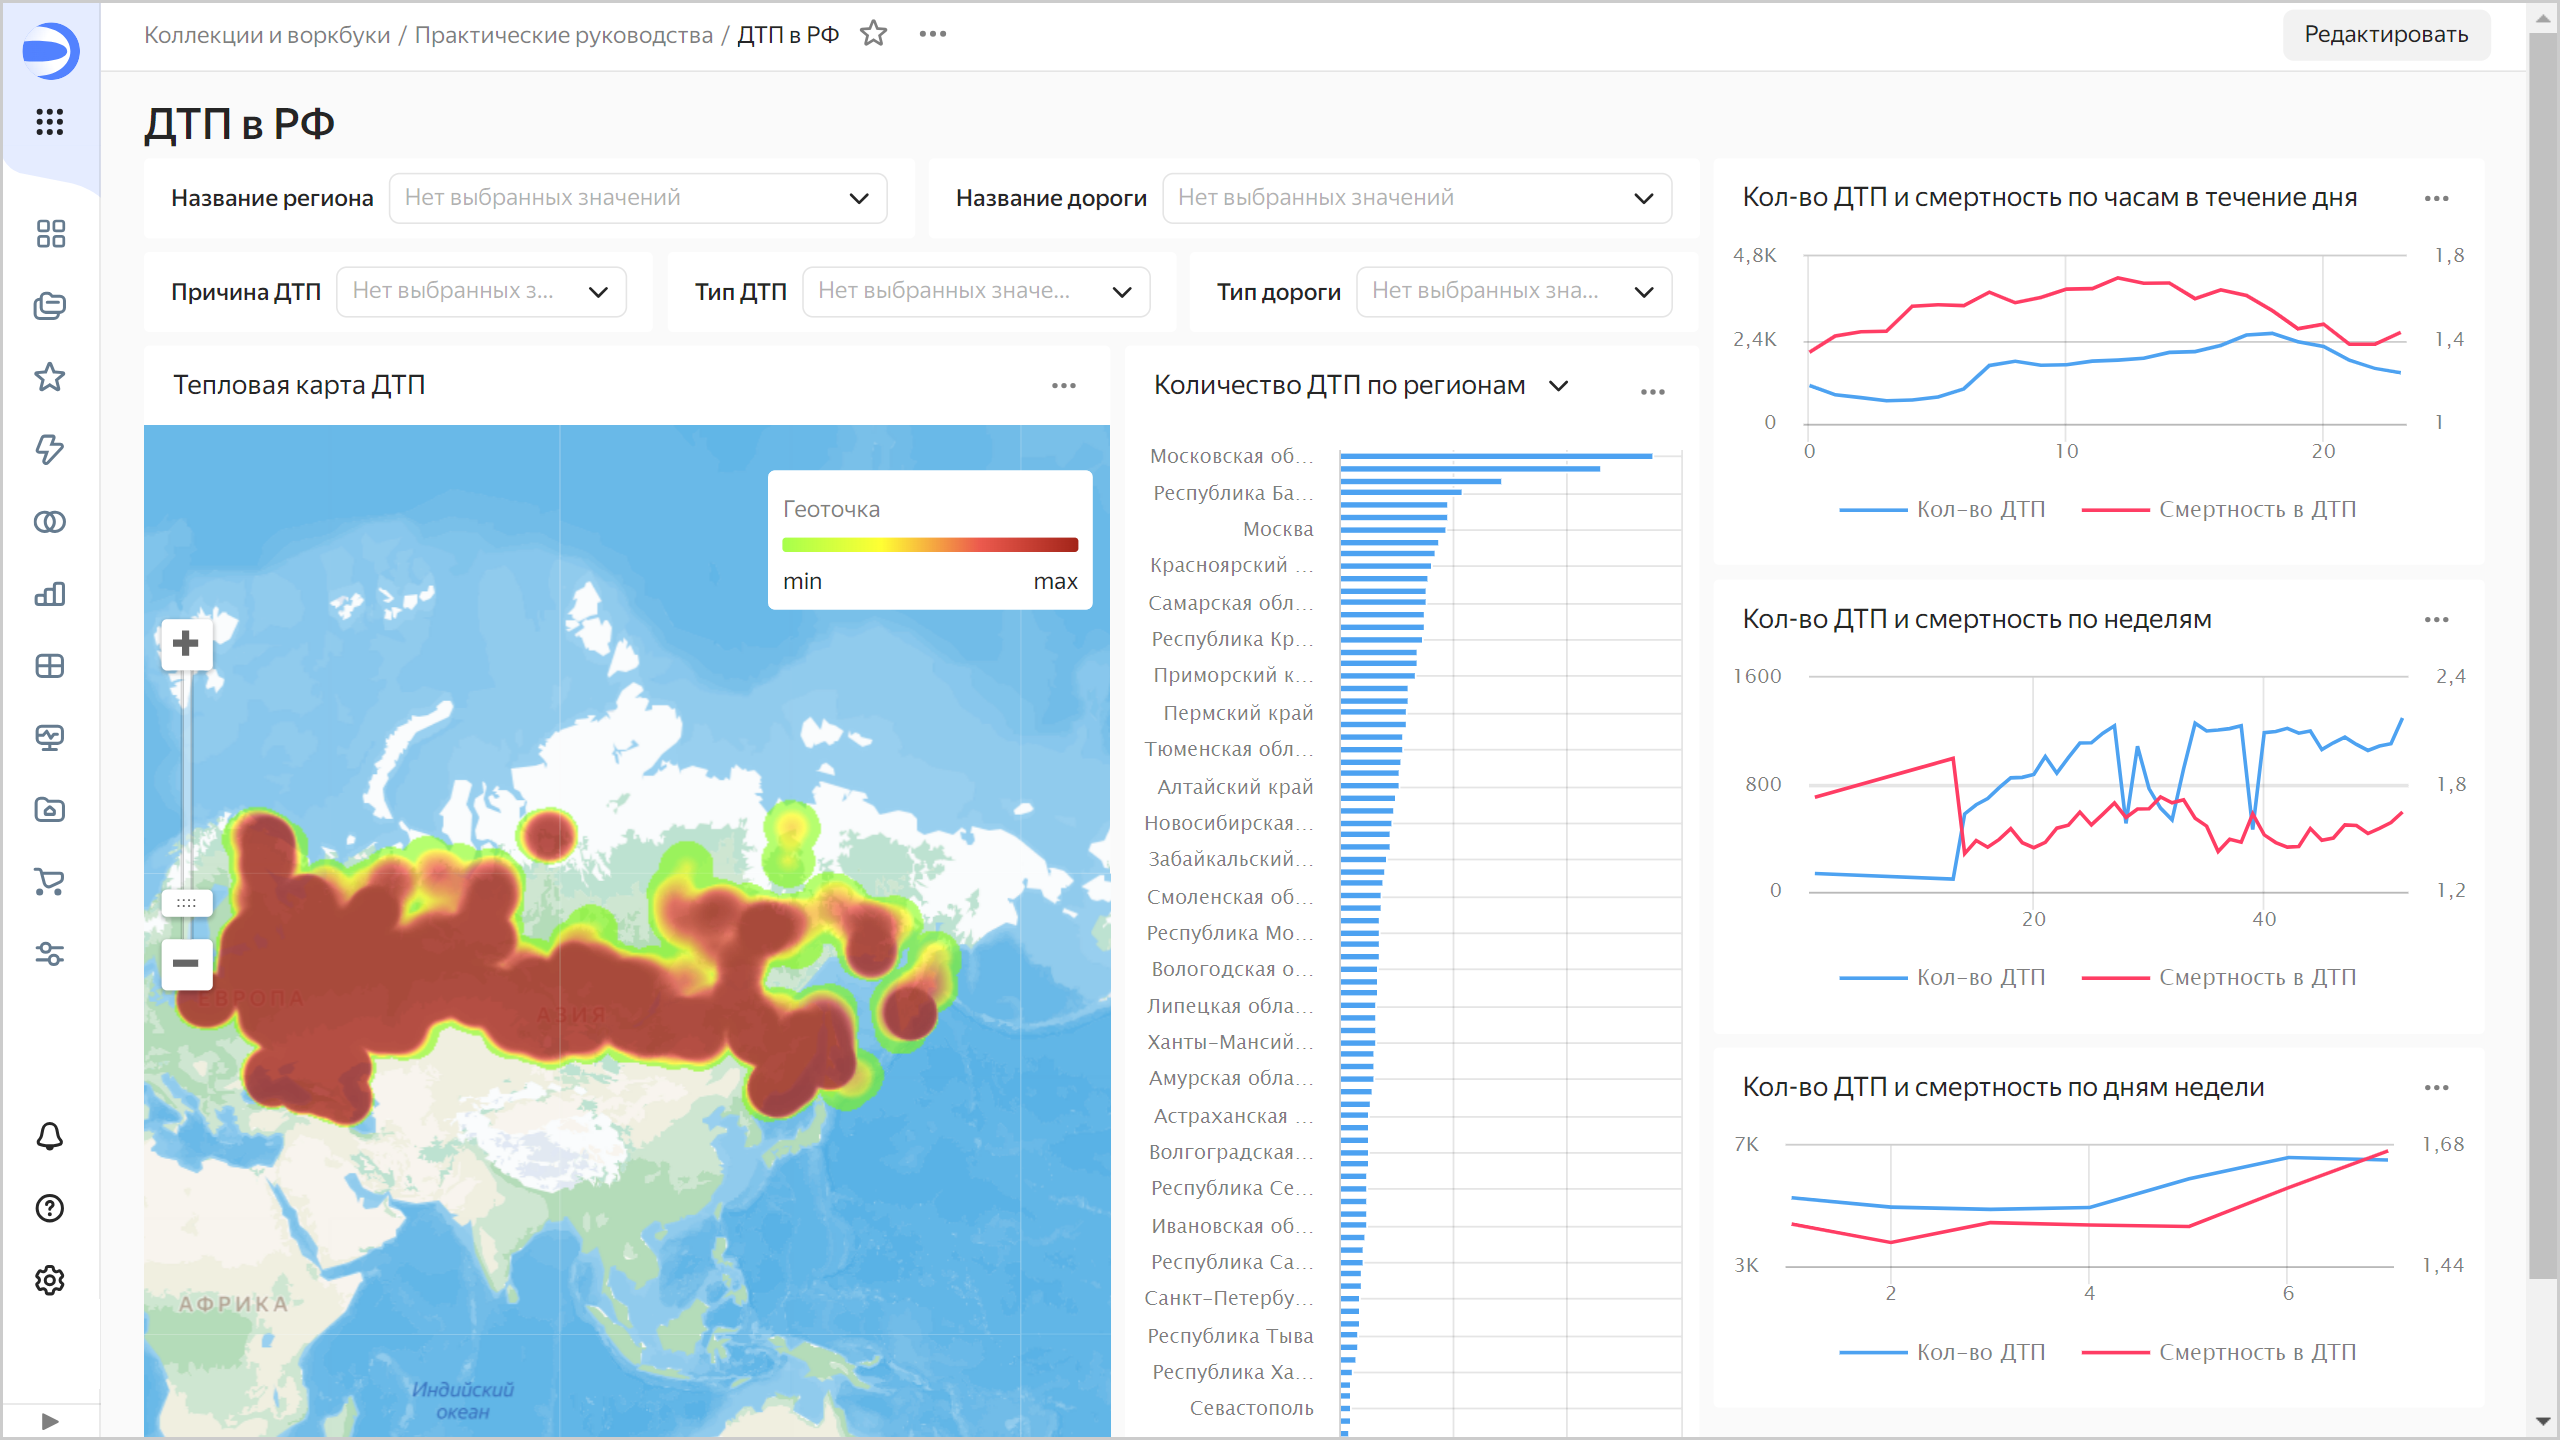 Коллекции и воркбуки / Практические руководства / ДТП в РФ
Редактировать
ДТП в РФ
Название региона
Нет выбранных значений
Название дороги
Нет выбранных значений
Причина ДТП
Нет выбранных з...
Тип ДТП
Нет выбранных значе...
Тип дороги
Нет выбранных зна...
Тепловая карта ДТП
Геоточка
min max
ЕВРОПА
АЗИЯ
АФРИКА
Индийский
океан
Количество ДТП по регионам
Московская об...
Республика Ба...
Москва
Красноярский ...
Самарская обл...
Республика Кр...
Приморский к...
Пермский край
Тюменская обл...
Алтайский край
Новосибирская...
Забайкальский...
Смоленская об...
Республика Мо...
Вологодская о...
Липецкая обла...
Ханты-Мансий...
Амурская обла...
Астраханская ...
Волгоградская...
Республика Се...
Ивановская об...
Республика Са...
Санкт-Петербу...
Республика Тыва
Республика Ха...
Севастополь
Кол-во ДТП и смертность по часам в течение дня
4,8K 1,8
2,4K 1,4
0 1
0 10 20
Кол-во ДТП Смертность в ДТП
Кол-во ДТП и смертность по неделям
1600 2,4
800 1,8
0 1,2
20 40
Кол-во ДТП Смертность в ДТП
Кол-во ДТП и смертность по дням недели
7K 1,68
3K 1,44
2 4 6
Кол-во ДТП Смертность в ДТП